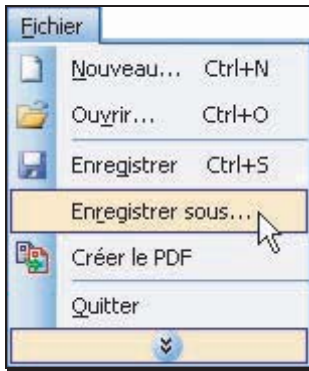 Fichier
Nouveau... Ctrl+N
Ouvrir... Ctrl+O
Enregistrer Ctrl+S
Enregistrer sous...
Créer le PDF
Quitter